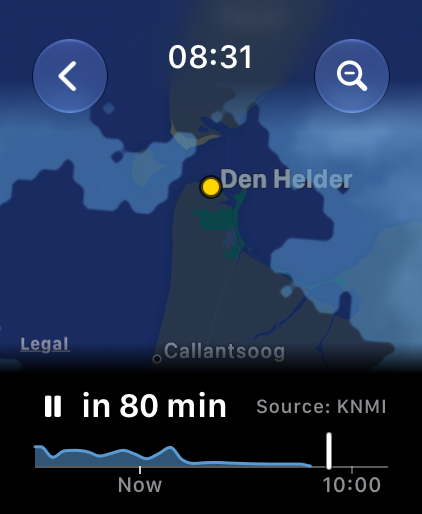 08:31
Den Helder
Legal
Callantsoog
in 80 min
Source: KNMI
Now
10:00